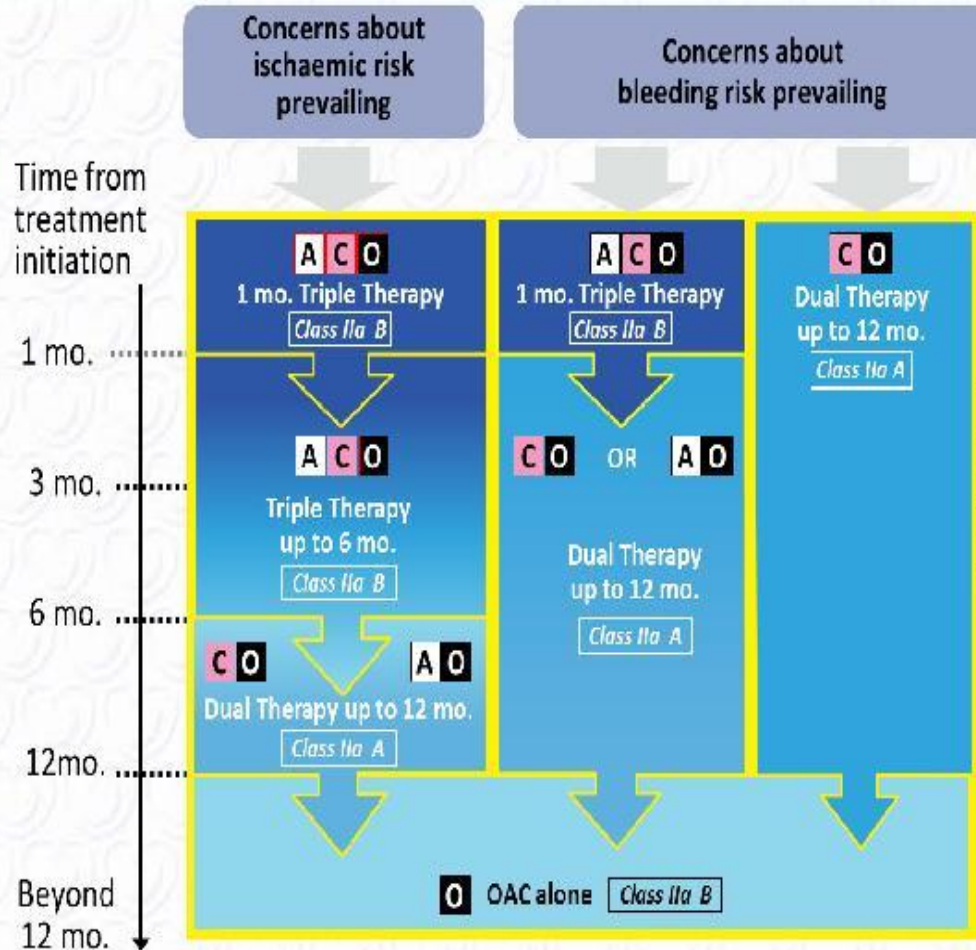 Concerns about
ischaemic risk
prevailing
Concerns about
bleeding risk prevailing
Time from
treatment
initiation
A C O
1 mo. Triple Therapy
Class IIa B
A C O
1 mo. Triple Therapy
Class IIa B
C O
Dual Therapy
up to 12 mo.
Class IIa A
1 mo.
A C O
C O OR A O
3 mo.
Triple Therapy
up to 6 mo.
Class IIa B
Dual Therapy
up to 12 mo.
Class IIa A
6 mo.
C O A O
Dual Therapy up to 12 mo.
Class IIa A
12mo.
Beyond
12 mo.
O OAC alone Class IIa B